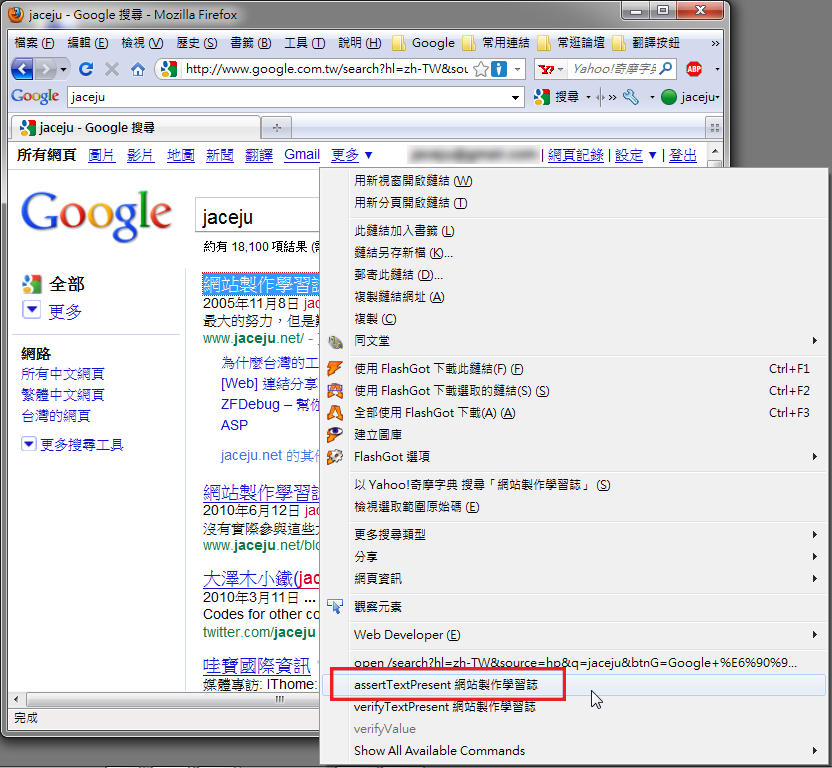 jaceju - Google 搜尋 - Mozilla Firefox
檔案 (F) 編輯 (E) 檢視 (V) 歷史 (S) 書籤 (B) 工具 (T) 說明 (H) Google 常用連結 常逛論壇 翻譯按鈕 »
http://www.google.com.tw/search?hl=zh-TW&sou Yahoo!奇摩字典 ABP
Google jaceju 搜尋 » jaceju
jaceju - Google 搜尋
所有網頁 圖片 影片 地圖 新聞 翻譯 Gmail 更多 ▼ | 網頁記錄 | 設定 ▼ | 登出
Google jaceju
約有 18,100 項結果
全部
更多
網路
所有中文網頁
繁體中文網頁
台灣的網頁
更多搜尋工具
網站製作學習誌
2005年11月8日 jac
最大的努力，但是
www.jaceju.net/ -
為什麼台灣的工
[Web] 連結分享
ZFDebug – 幫你
ASP
jaceju.net 的其他
網站製作學習誌
2010年6月12日 jac
沒有實際參與這些
www.jaceju.net/blo
大澤木小鐵(jac
2010年3月11日 ...
Codes for other co
twitter.com/jaceju
哇寶國際資訊
媒體專訪: IThome:
完成
用新視窗開啟鏈結 (W)
用新分頁開啟鏈結 (T)
此鏈結加入書籤 (L)
鏈結另存新檔 (K)...
郵寄此鏈結 (D)...
複製鏈結網址 (A)
複製 (C)
同文堂
使用 FlashGot 下載此鏈結(F) (F) Ctrl+F1
使用 FlashGot 下載選取的鏈結(S) (S) Ctrl+F2
全部使用 FlashGot 下載(A) (A) Ctrl+F3
建立圖庫
FlashGot 選項
以 Yahoo!奇摩字典 搜尋「網站製作學習誌」 (S)
檢視選取範圍原始碼 (E)
更多搜尋類型
分享
網頁資訊
觀察元素
Web Developer (E)
open /search?hl=zh-TW&source=hp&q=jaceju&btnG=Google+%E6%90%9...
assertTextPresent 網站製作學習誌
verifyTextPresent 網站製作學習誌
verifyValue
Show All Available Commands